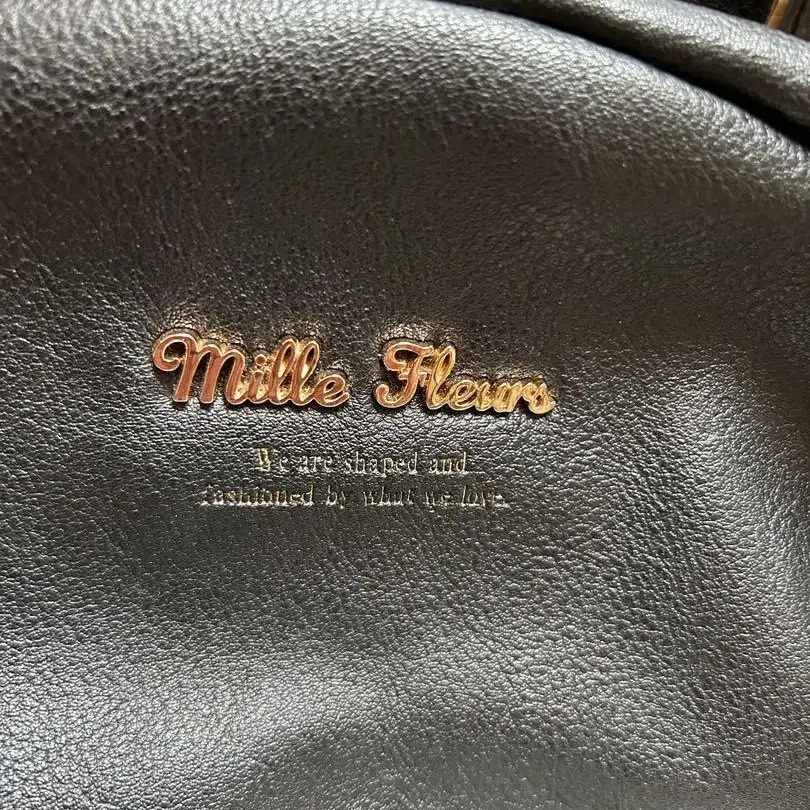 Mille Fleurs
We are shaped and
fashioned by what we love.